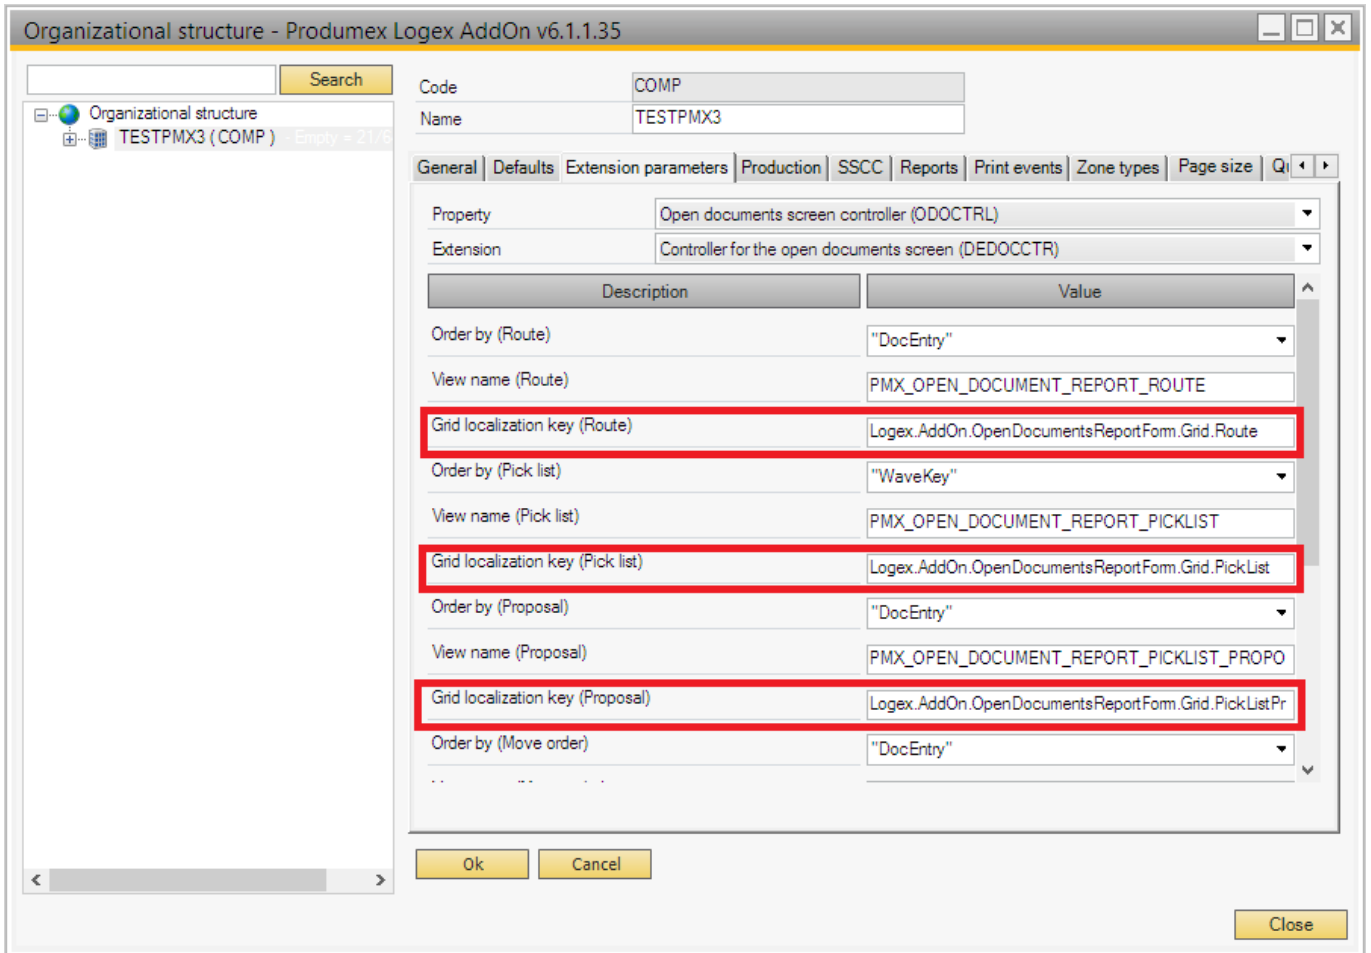 Organizational structure - Produmex Logex AddOn v6.1.1.35
Search
Organizational structure
TESTPMX3 ( COMP ) - Empty = 21/6
Code COMP
Name TESTPMX3
General Defaults Extension parameters Production SSCC Reports Print events Zone types Page size
Property Open documents screen controller (ODOCTRL)
Extension Controller for the open documents screen (DEDOCCTR)
Description Value
Order by (Route) "DocEntry"
View name (Route) PMX_OPEN_DOCUMENT_REPORT_ROUTE
Grid localization key (Route) Logex.AddOn.OpenDocumentsReportForm.Grid.Route
Order by (Pick list) "WaveKey"
View name (Pick list) PMX_OPEN_DOCUMENT_REPORT_PICKLIST
Grid localization key (Pick list) Logex.AddOn.OpenDocumentsReportForm.Grid.PickList
Order by (Proposal) "DocEntry"
View name (Proposal) PMX_OPEN_DOCUMENT_REPORT_PICKLIST_PROPO
Grid localization key (Proposal) Logex.AddOn.OpenDocumentsReportForm.Grid.PickListPr
Order by (Move order) "DocEntry"
Ok Cancel
Close